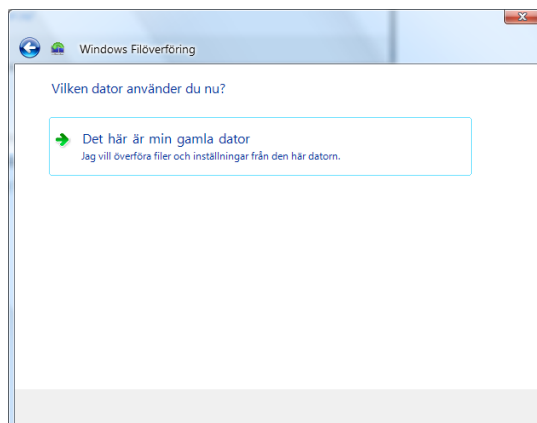 Windows Filöverföring
Vilken dator använder du nu?
Det här är min gamla dator
Jag vill överföra filer och inställningar från den här datorn.